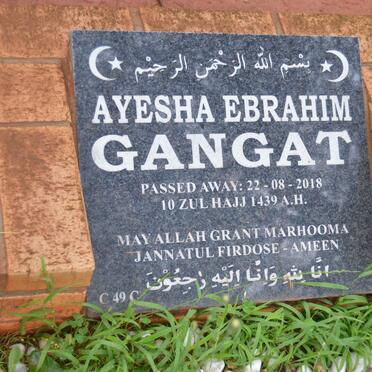 بسم الله الرحمن الرحيم
AYESHA EBRAHIM
GANGAT
PASSED AWAY: 22 - 08 - 2018
10 ZUL HAJJ 1439 A.H.
MAY ALLAH GRANT MARHOOMA
JANNATUL FIRDOSE - AMEEN
انا لله وانا اليه راجعون
C 49 C